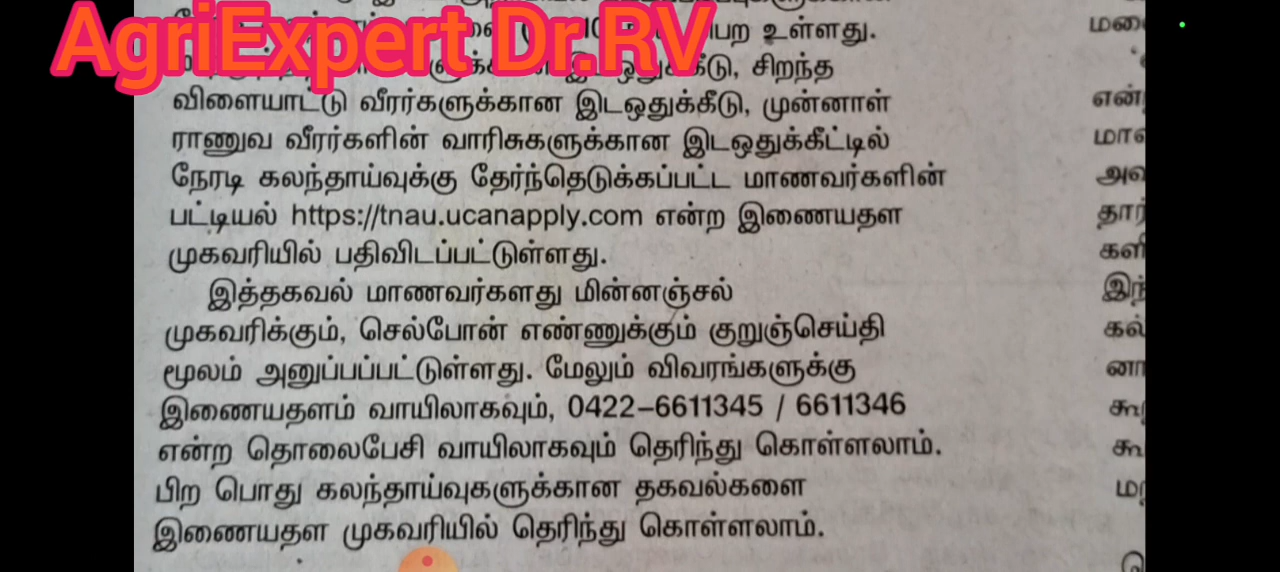 AgriExpert Dr.RV
பெற உள்ளது.
சிறந்த
விளையாட்டு வீரர்களுக்கான இடஒதுக்கீடு, முன்னாள்
ராணுவ வீரர்களின் வாரிசுகளுக்கான இடஒதுக்கீட்டில்
நேரடி கலந்தாய்வுக்கு தேர்ந்தெடுக்கப்பட்ட மாணவர்களின்
பட்டியல் https://tnau.ucanapply.com என்ற இணையதள
முகவரியில் பதிவிடப்பட்டுள்ளது.
இத்தகவல் மாணவர்களது மின்னஞ்சல்
முகவரிக்கும், செல்போன் எண்ணுக்கும் குறுஞ்செய்தி
மூலம் அனுப்பப்பட்டுள்ளது. மேலும் விவரங்களுக்கு
இணையதளம் வாயிலாகவும், 0422–6611345 / 6611346
என்ற தொலைபேசி வாயிலாகவும் தெரிந்து கொள்ளலாம்.
பிற பொது கலந்தாய்வுகளுக்கான தகவல்களை
இணையதள முகவரியில் தெரிந்து கொள்ளலாம்.